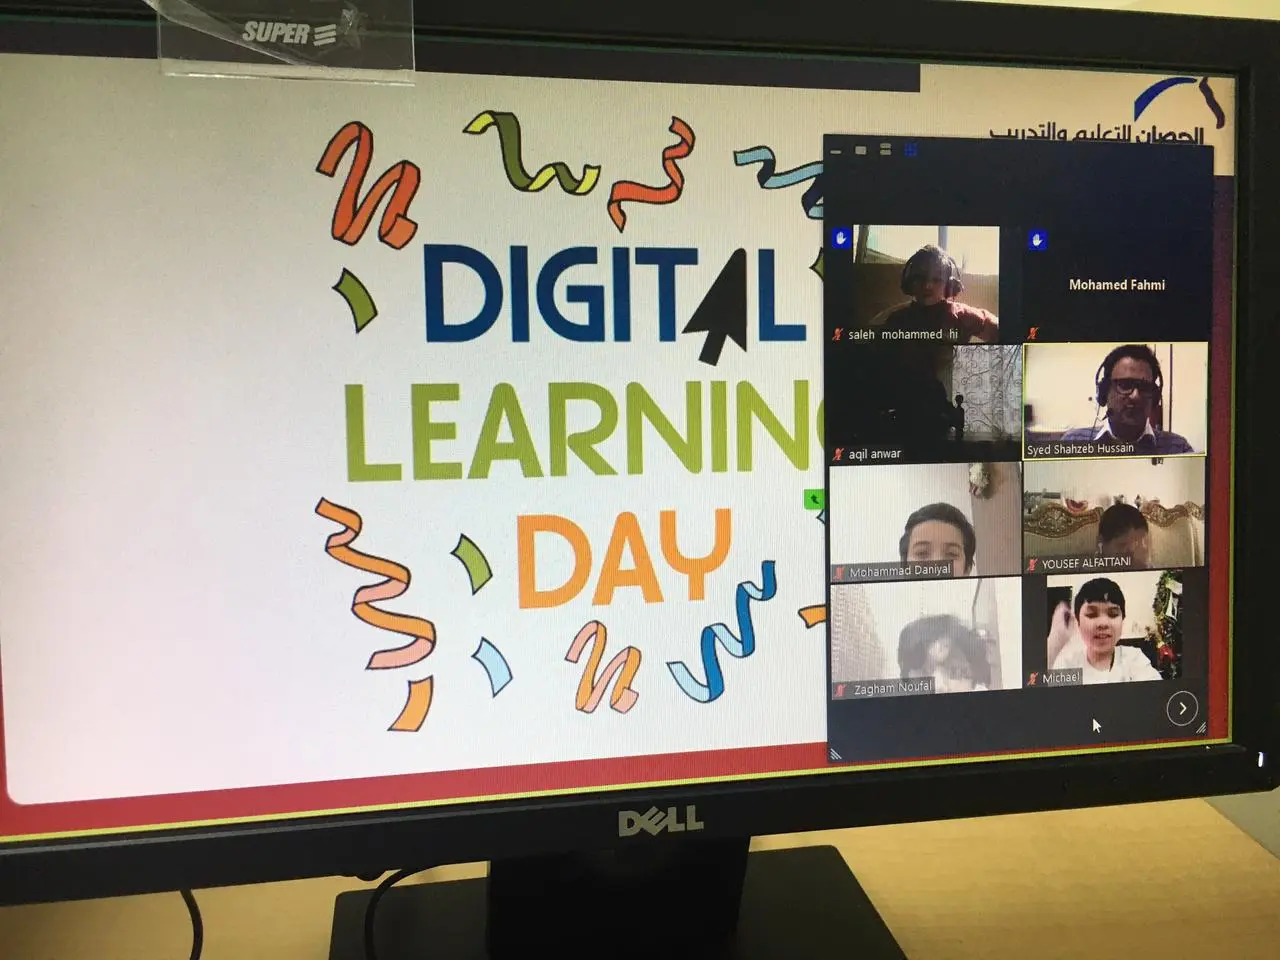 SUPER
الحصان للتعليم والتدريب
DIGITAL
LEARNING
DAY
saleh mohammed hi
Mohamed Fahmi
aqil anwar
Syed Shahzeb Hussain
Mohammad Daniyal
YOUSEF ALFATTANI
Zagham Noufal
Michael
DELL